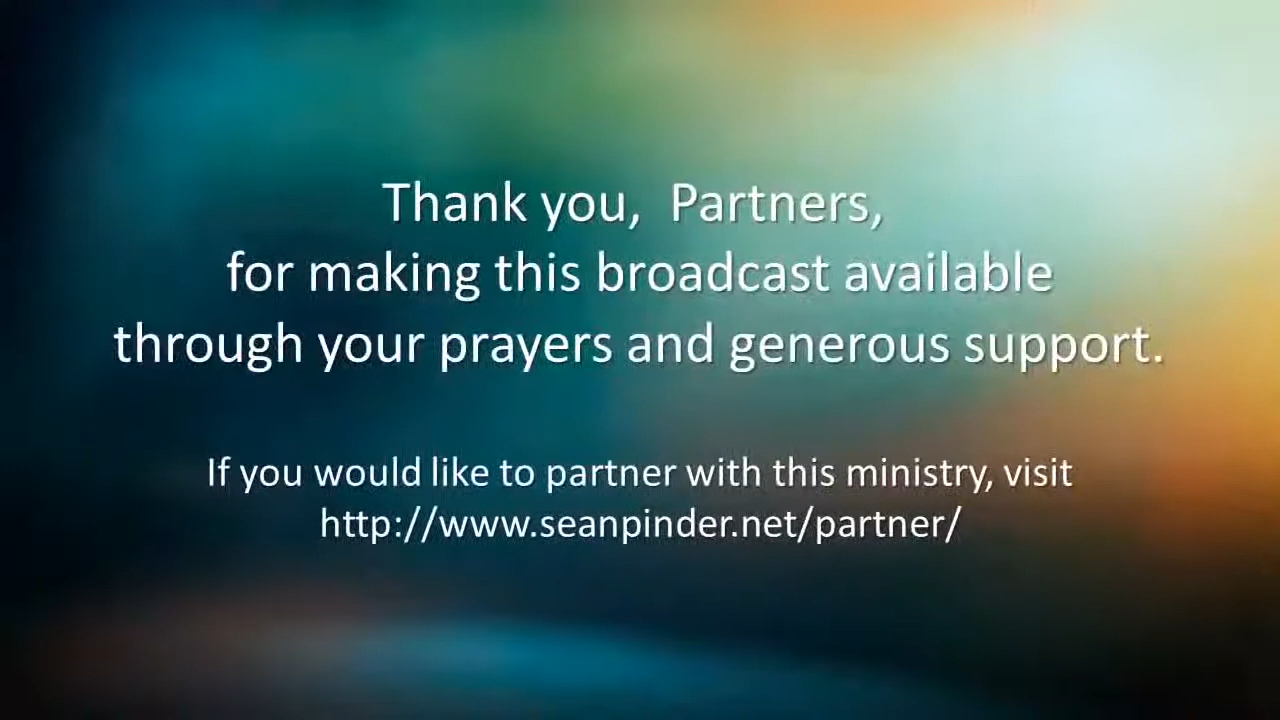 Thank you,  Partners,
for making this broadcast available
through your prayers and generous support.
If you would like to partner with this ministry, visit
http://www.seanpinder.net/partner/